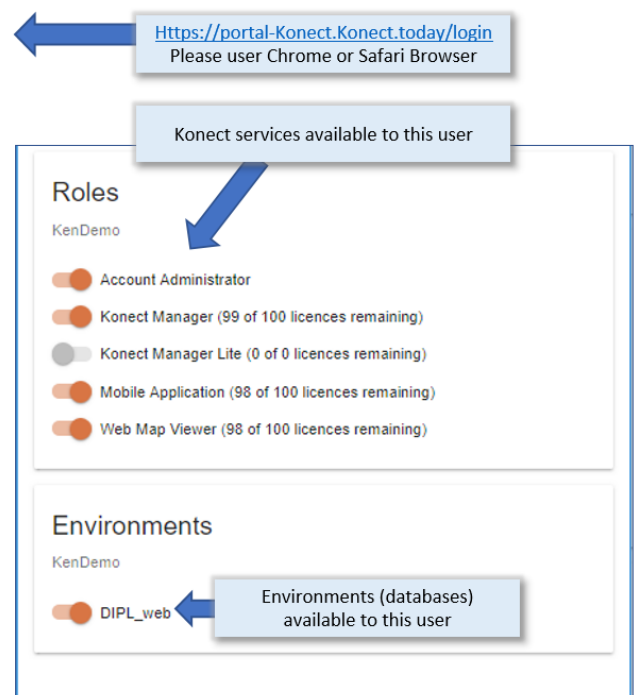 Https://portal-Konect.Konect.today/login
Please user Chrome or Safari Browser
Konect services available to this user
Roles
KenDemo
Account Administrator
Konect Manager (99 of 100 licences remaining)
Konect Manager Lite (0 of 0 licences remaining)
Mobile Application (98 of 100 licences remaining)
Web Map Viewer (98 of 100 licences remaining)
Environments
KenDemo
DIPL_web
Environments (databases)
available to this user